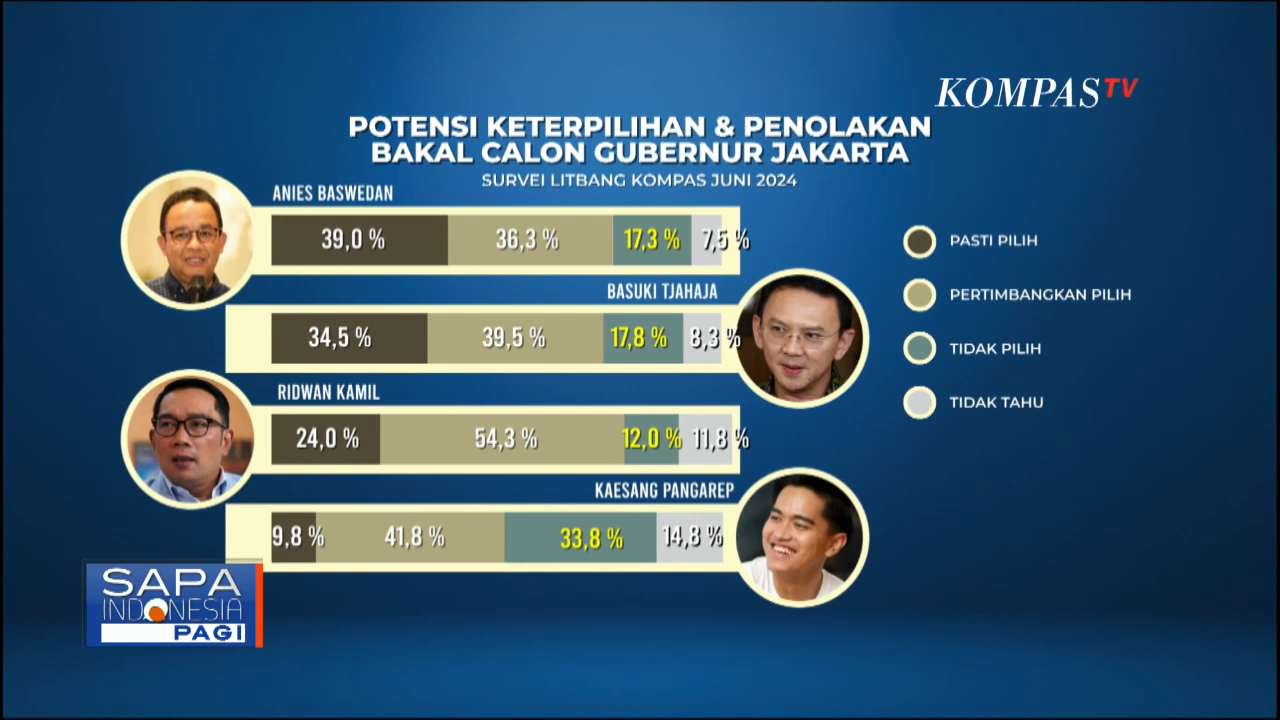 KOMPASTV
POTENSI KETERPILIHAN & PENOLAKAN
BAKAL CALON GUBERNUR JAKARTA
SURVEI LITBANG KOMPAS JUNI 2024
ANIES BASWEDAN
39,0 % 36,3 % 17,3 % 7,5 %
BASUKI TJAHAJA
34,5 % 39,5 % 17,8 % 8,3 %
RIDWAN KAMIL
24,0 % 54,3 % 12,0 % 11,8 %
KAESANG PANGAREP
9,8 % 41,8 % 33,8 % 14,8 %
PASTI PILIH
PERTIMBANGKAN PILIH
TIDAK PILIH
TIDAK TAHU
SAPA
INDONESIA
PAGI